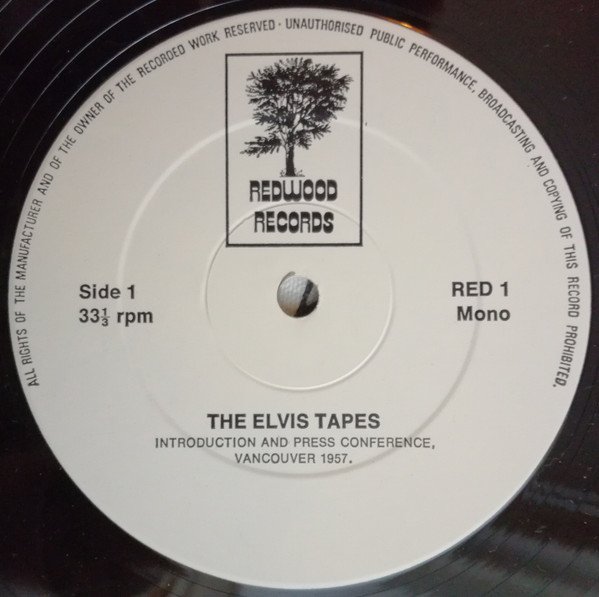 ALL RIGHTS OF THE MANUFACTURER AND OF THE OWNER OF THE RECORDED WORK RESERVED · UNAUTHORISED PUBLIC PERFORMANCE, BROADCASTING AND COPYING OF THIS RECORD PROHIBITED.
REDWOOD
RECORDS
Side 1
33⅓ rpm
RED 1
Mono
THE ELVIS TAPES
INTRODUCTION AND PRESS CONFERENCE,
VANCOUVER 1957.